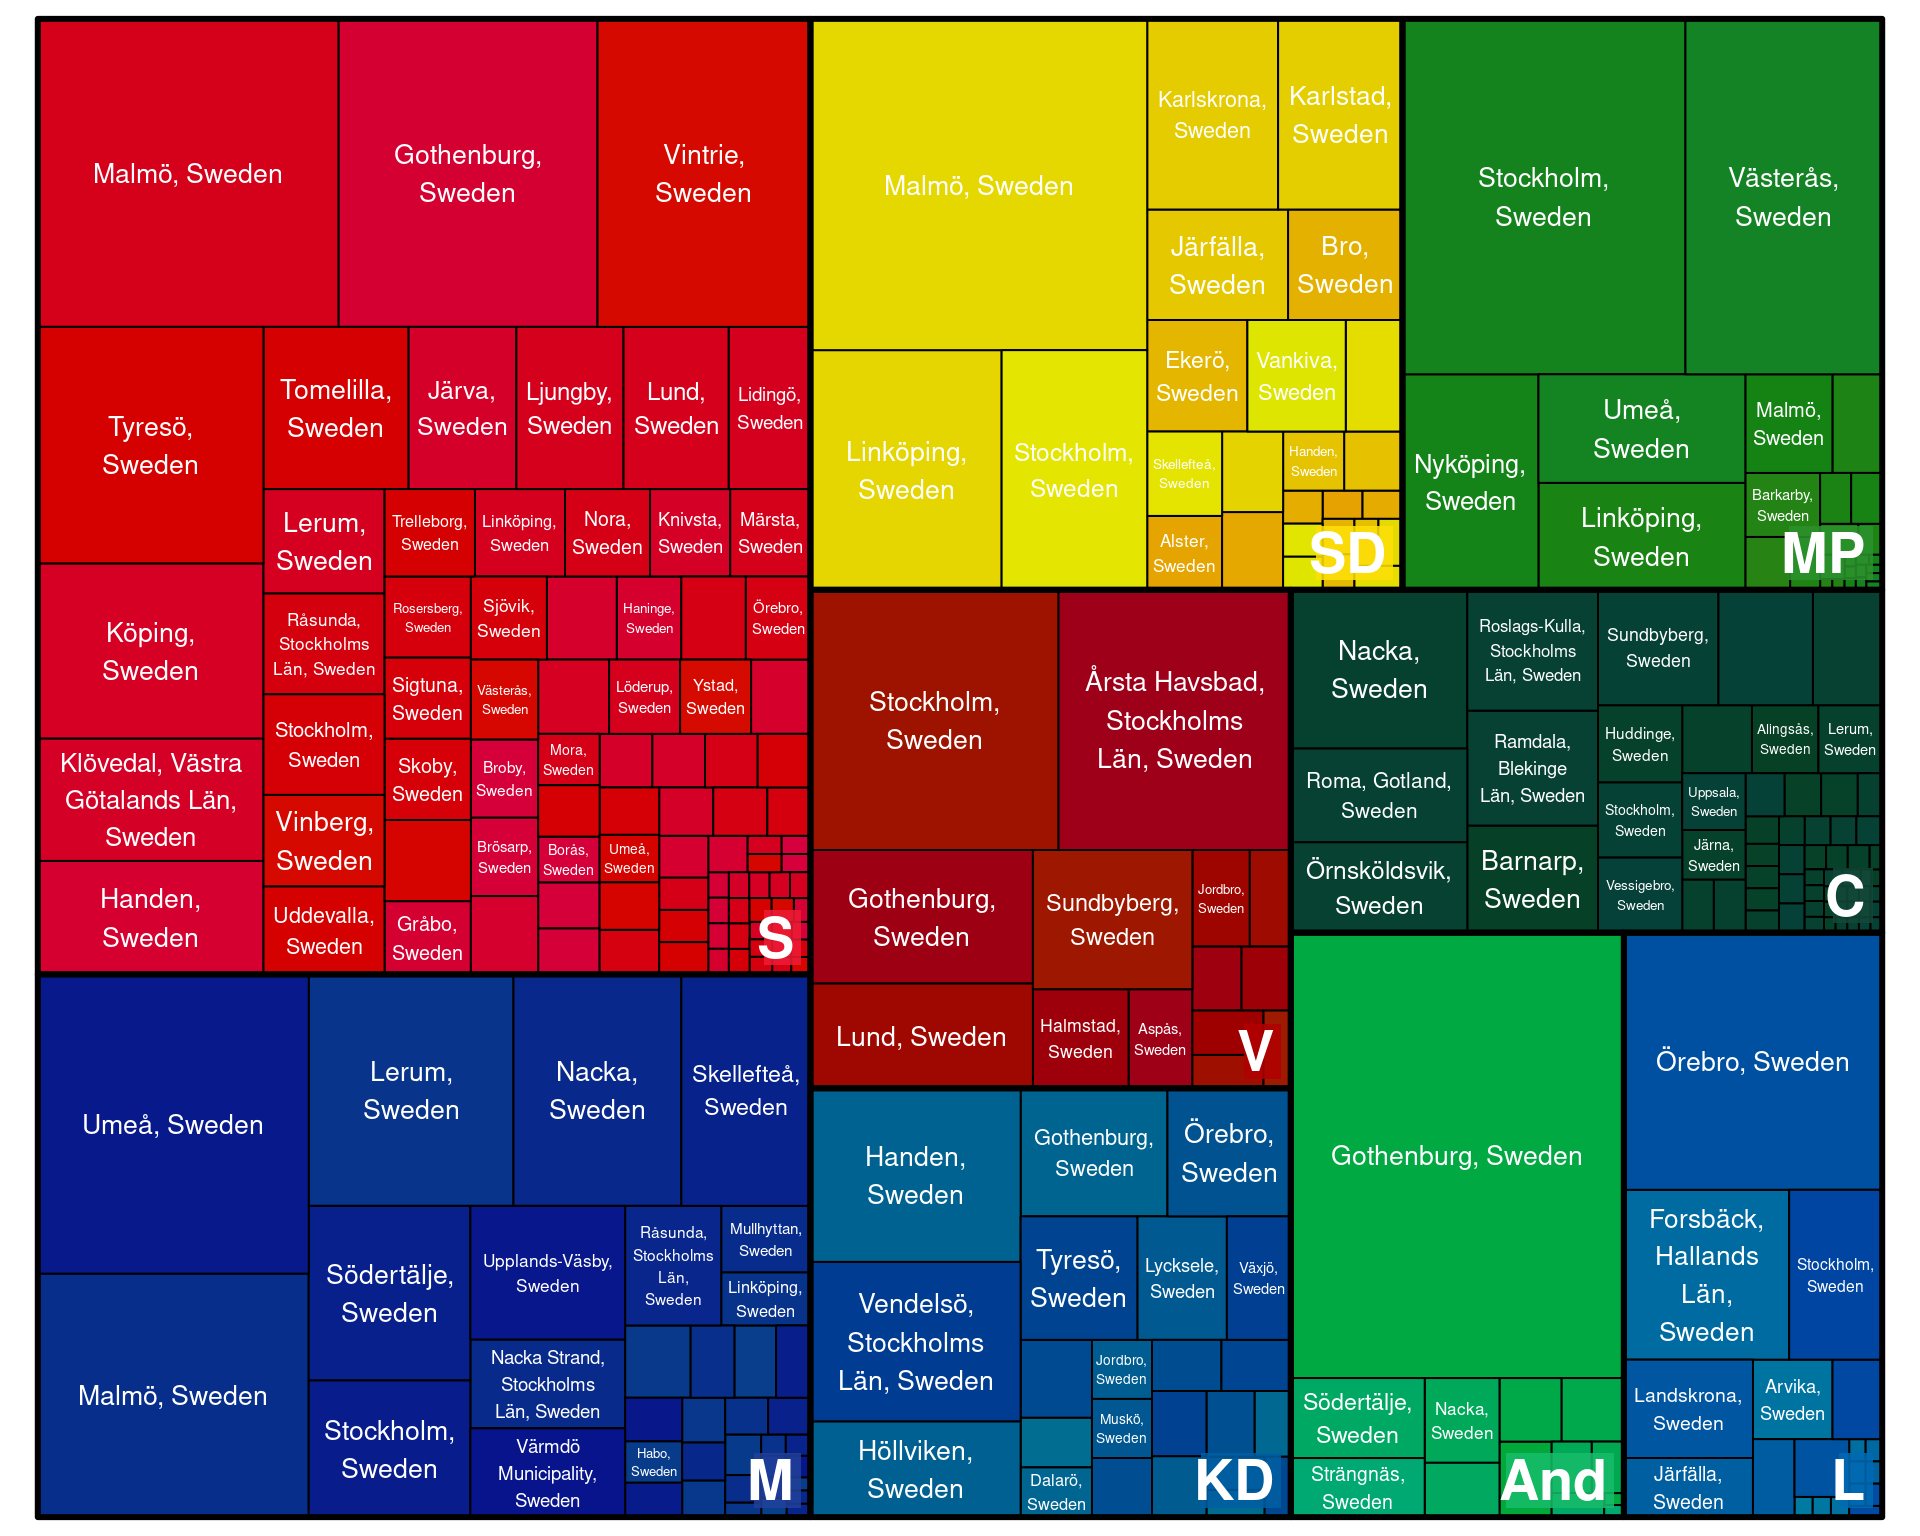 Malmö, Sweden
Gothenburg,
Sweden
Vintrie,
Sweden
Tyresö,
Sweden
Tomelilla,
Sweden
Järva,
Sweden
Ljungby,
Sweden
Lund,
Sweden
Lidingö,
Sweden
Köping,
Sweden
Klövedal, Västra
Götalands Län,
Sweden
Handen,
Sweden
Lerum,
Sweden
Råsunda,
Stockholms
Län, Sweden
Stockholm,
Sweden
Vinberg,
Sweden
Uddevalla,
Sweden
Trelleborg,
Sweden
Linköping,
Sweden
Nora,
Sweden
Knivsta,
Sweden
Märsta,
Sweden
Rosersberg,
Sweden
Sigtuna,
Sweden
Skoby,
Sweden
Gråbo,
Sweden
Sjövik,
Sweden
Haninge,
Sweden
Örebro,
Sweden
Västerås,
Sweden
Broby,
Sweden
Brösarp,
Sweden
Löderup,
Sweden
Ystad,
Sweden
Mora,
Sweden
Borås,
Sweden
Umeå,
Sweden
S
Malmö, Sweden
Linköping,
Sweden
Stockholm,
Sweden
Karlskrona,
Sweden
Karlstad,
Sweden
Järfälla,
Sweden
Bro,
Sweden
Ekerö,
Sweden
Vankiva,
Sweden
Skellefteå,
Sweden
Alster,
Sweden
Handen,
Sweden
SD
Stockholm,
Sweden
Västerås,
Sweden
Nyköping,
Sweden
Umeå,
Sweden
Linköping,
Sweden
Malmö,
Sweden
Barkarby,
Sweden
MP
Stockholm,
Sweden
Årsta Havsbad,
Stockholms
Län, Sweden
Gothenburg,
Sweden
Lund, Sweden
Sundbyberg,
Sweden
Halmstad,
Sweden
Aspås,
Sweden
Jordbro,
Sweden
V
Nacka,
Sweden
Roma, Gotland,
Sweden
Örnsköldsvik,
Sweden
Roslags-Kulla,
Stockholms
Län, Sweden
Ramdala,
Blekinge
Län, Sweden
Barnarp,
Sweden
Sundbyberg,
Sweden
Huddinge,
Sweden
Stockholm,
Sweden
Vessigebro,
Sweden
Alingsås,
Sweden
Lerum,
Sweden
Uppsala,
Sweden
Järna,
Sweden
C
Umeå, Sweden
Malmö, Sweden
Lerum,
Sweden
Nacka,
Sweden
Skellefteå,
Sweden
Södertälje,
Sweden
Stockholm,
Sweden
Upplands-Väsby,
Sweden
Nacka Strand,
Stockholms
Län, Sweden
Värmdö
Municipality,
Sweden
Råsunda,
Stockholms
Län,
Sweden
Mullhyttan,
Sweden
Linköping,
Sweden
Habo,
Sweden
M
Handen,
Sweden
Vendelsö,
Stockholms
Län, Sweden
Höllviken,
Sweden
Gothenburg,
Sweden
Örebro,
Sweden
Tyresö,
Sweden
Lycksele,
Sweden
Växjö,
Sweden
Jordbro,
Sweden
Muskö,
Sweden
Dalarö,
Sweden
KD
Gothenburg, Sweden
Södertälje,
Sweden
Strängnäs,
Sweden
Nacka,
Sweden
And
Örebro, Sweden
Forsbäck,
Hallands
Län,
Sweden
Stockholm,
Sweden
Landskrona,
Sweden
Järfälla,
Sweden
Arvika,
Sweden
L